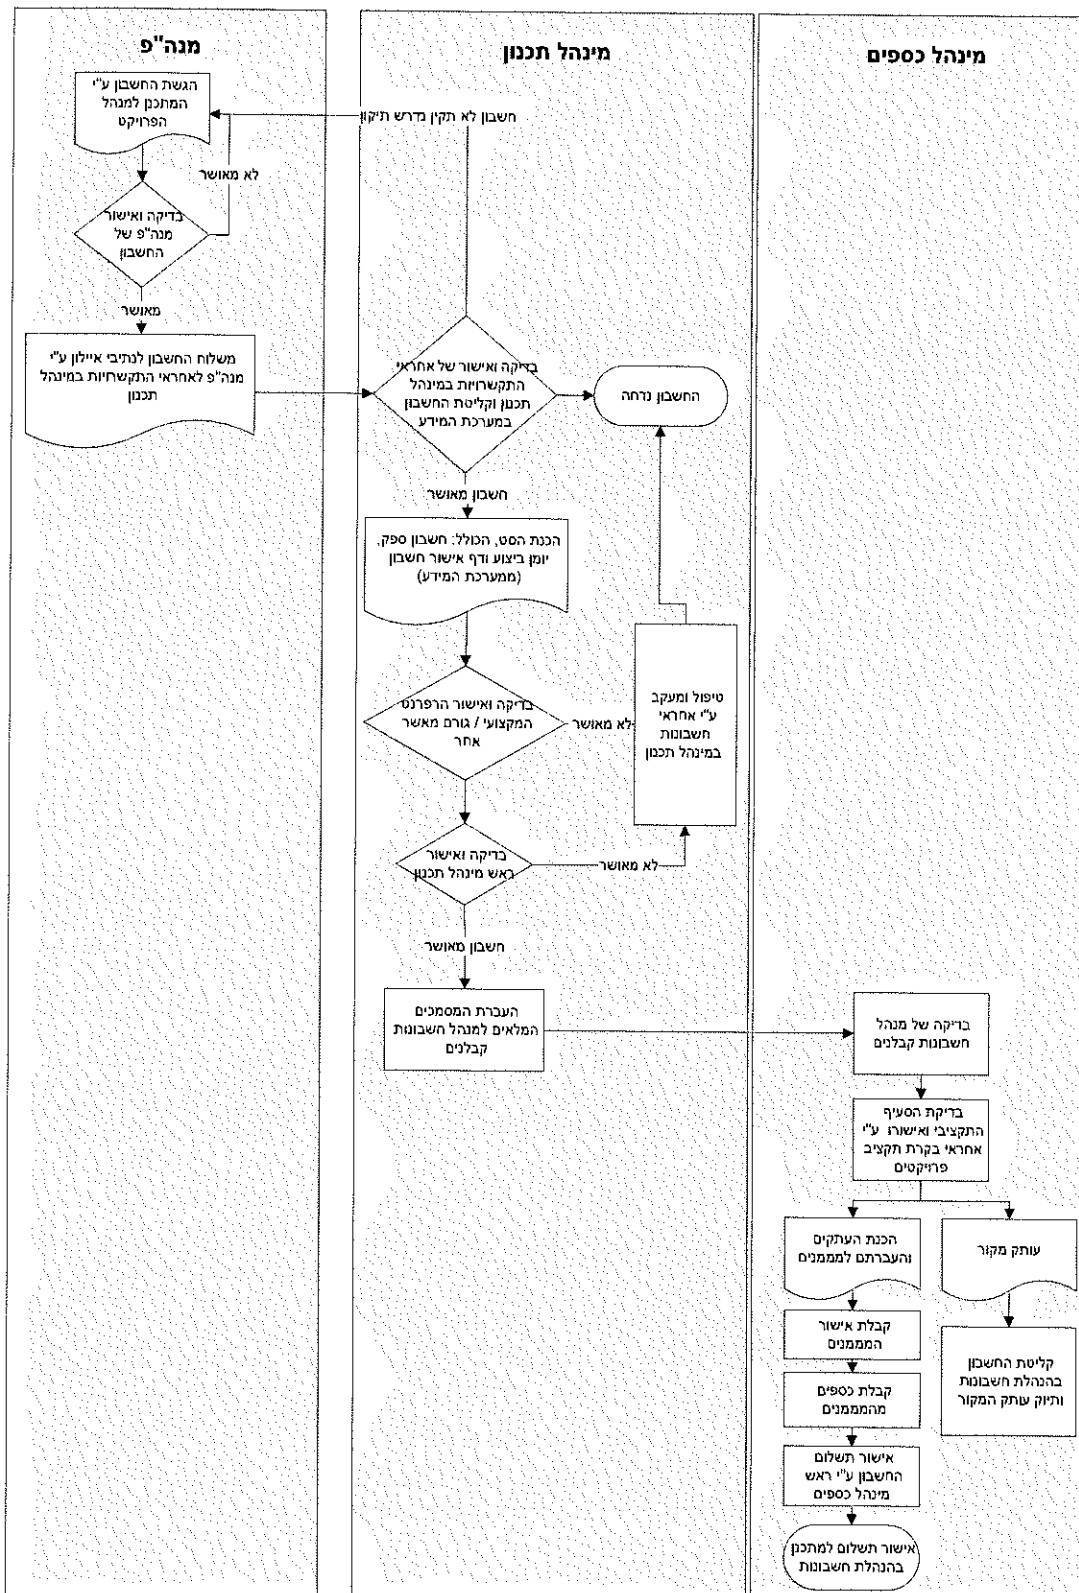 מנה"פ
הגשת החשבון ע"י
המתכנן למנהל
הפרויקט
לא מאושר
בדיקה ואישור
מנה"פ של
החשבון
מאושר
משלוח החשבון לנתיבי איילון ע"י
מנה"פ לאחראי התקשרויות במינהל
תכנון
מינהל תכנון
חשבון לא תקין נדרש תיקון
בדיקה ואישור של אחראי
התקשרויות במינהל
תכנון וקליטת החשבון
במערכת המידע
החשבון נדחה
חשבון מאושר
הכנת הסט, הכולל: חשבון ספק,
יומן ביצוע ודף אישור חשבון
(ממערכת המידע)
בדיקה ואישור הרפרנט
המקצועי / גורם מאשר
אחר
לא מאושר
טיפול ומעקב
ע"י אחראי
חשבונות
במינהל תכנון
בדיקה ואישור
ראש מינהל תכנון
לא מאושר
חשבון מאושר
העברת המסמכים
המלאים למנהל חשבונות
קבלנים
מינהל כספים
בדיקה של מנהל
חשבונות קבלנים
בדיקת הסעיף
התקציבי ואישורו ע"י
אחראי בקרת תקציב
פרויקטים
הכנת העתקים
והעברתם לממנים
עותק מקור
קבלת אישור
המממנים
קליטת החשבון
בהנהלת חשבונות
ותיוק עותק המקור
קבלת כספים
מהמממנים
אישור תשלום
החשבון ע"י ראש
מינהל כספים
אישור תשלום למתכנן
בהנהלת חשבונות